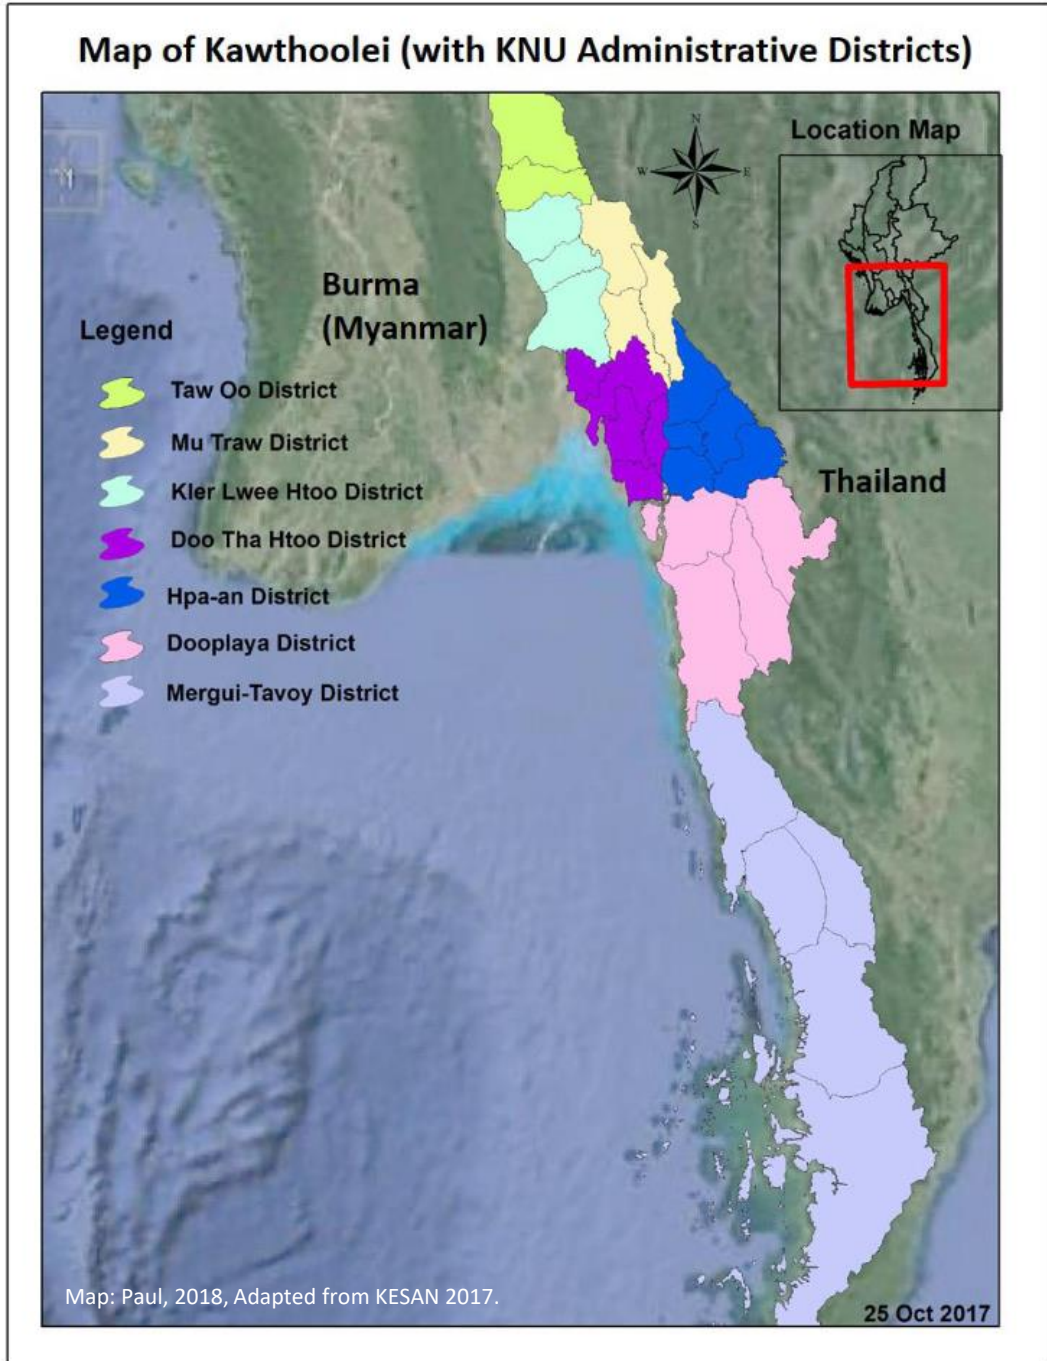 Map of Kawthoolei (with KNU Administrative Districts)
N
W
E
S
Location Map
Burma
(Myanmar)
Legend
Taw Oo District
Mu Traw District
Kler Lwee Htoo District
Doo Tha Htoo District
Hpa-an District
Dooplaya District
Mergui-Tavoy District
Thailand
Map: Paul, 2018, Adapted from KESAN 2017.
25 Oct 2017